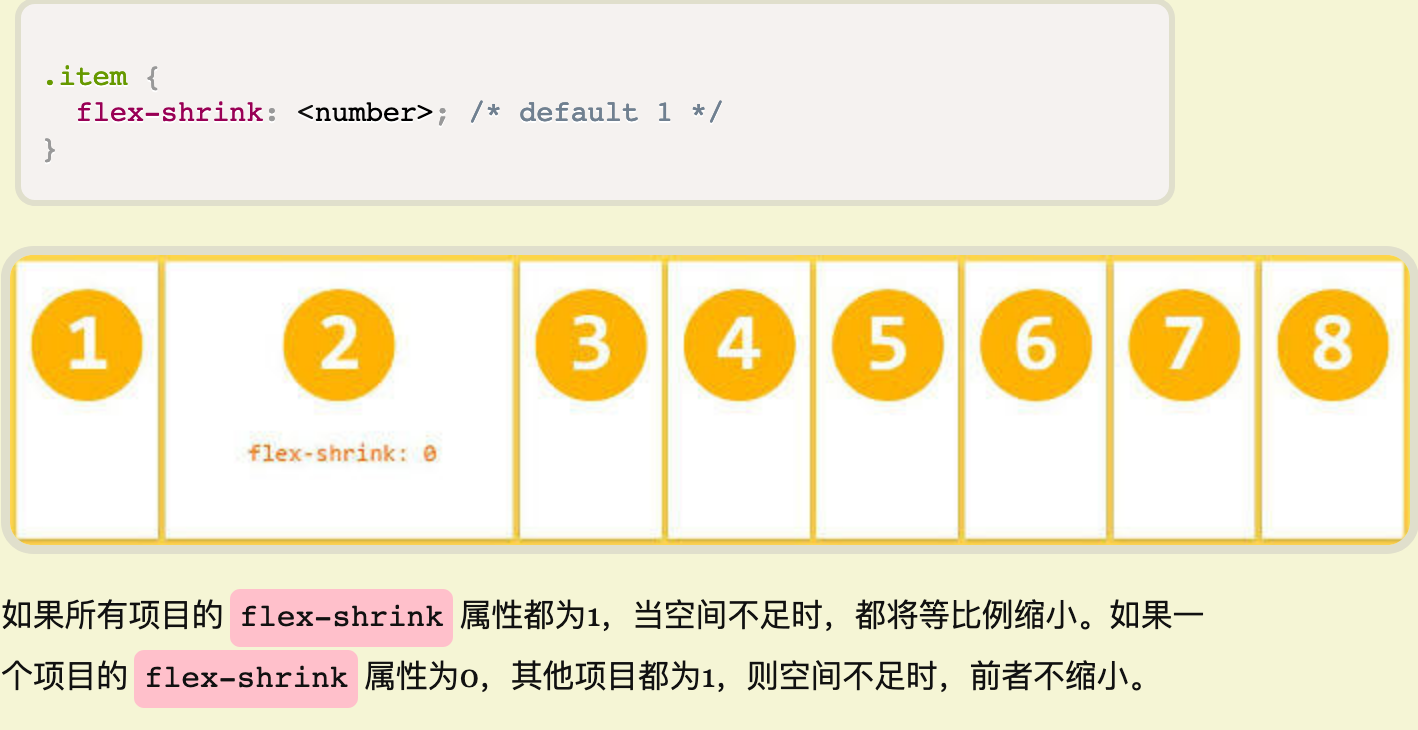 .item {
  flex-shrink: <number>; /* default 1 */
}
1 2 3 4 5 6 7 8
flex-shrink: 0
如果所有项目的 flex-shrink 属性都为1，当空间不足时，都将等比例缩小。如果一
个项目的 flex-shrink 属性为0，其他项目都为1，则空间不足时，前者不缩小。